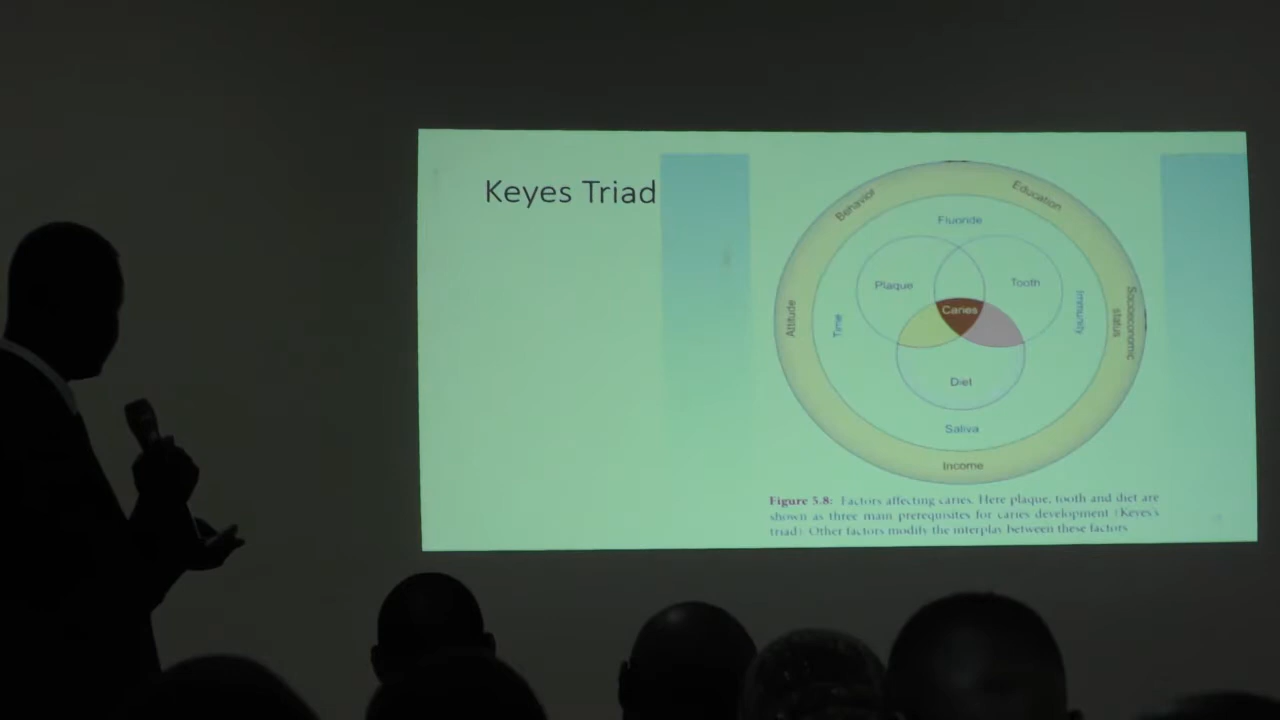 Keyes Triad
Behavior
Education
Fluoride
Plaque
Tooth
Attitude
Time
Caries
Immunity
Socioeconomic
status
Diet
Saliva
Income
Figure 5.8: Factors affecting caries. Here plaque, tooth and diet are
shown as three main prerequisites for caries development (Keyes's
triad). Other factors modify the interplay between these factors